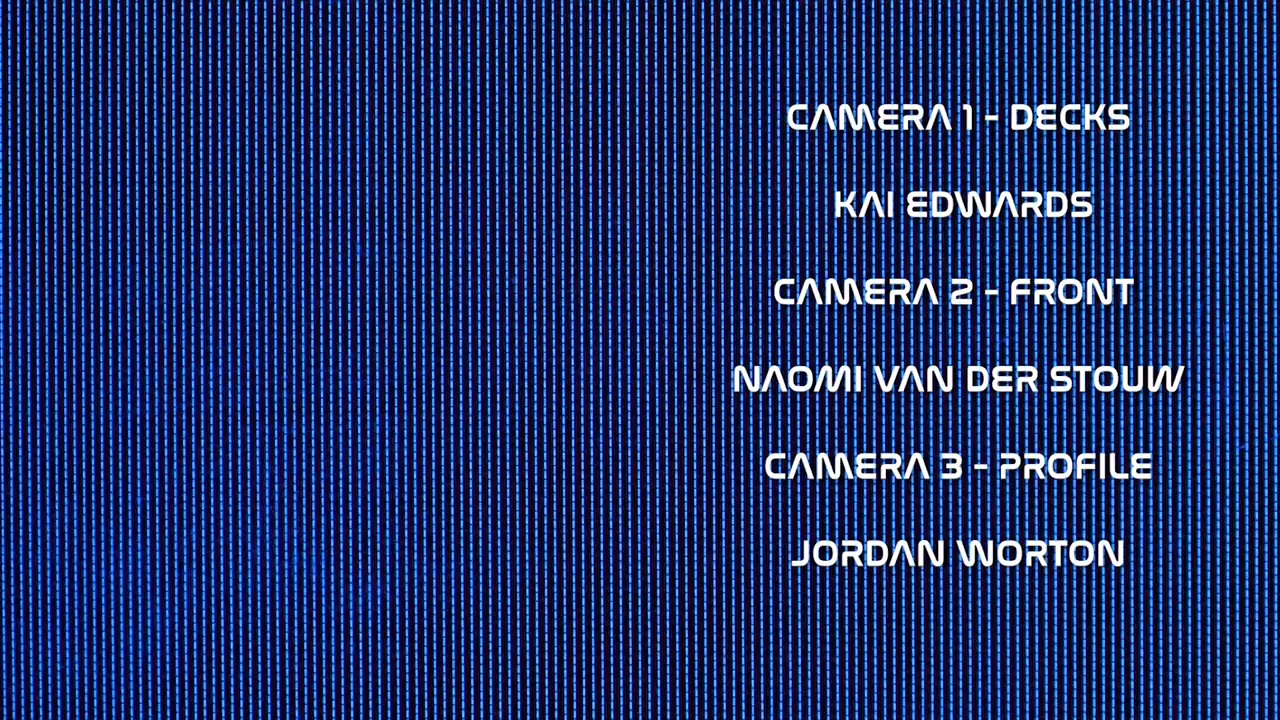 CAMERA 1 - DECKS
KAI EDWARDS
CAMERA 2 - FRONT
NAOMI VAN DER STOUW
CAMERA 3 - PROFILE
JORDAN WORTON